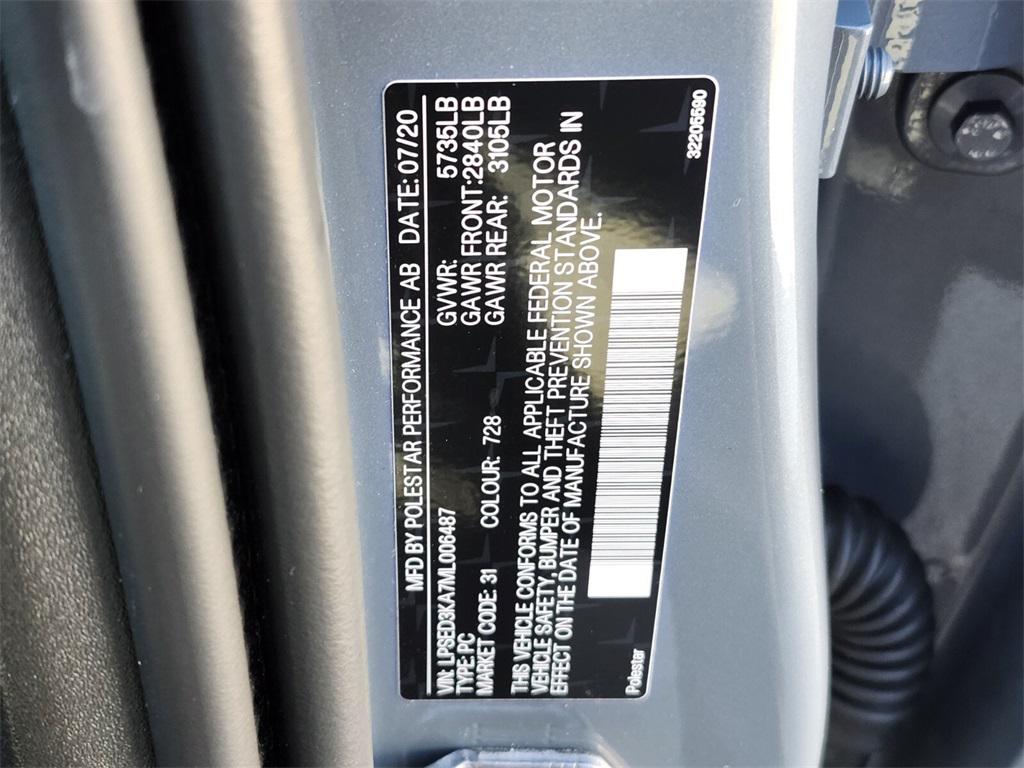 MFD BY POLESTAR PERFORMANCE AB DATE: 07/20
VIN: LPSED3KA7ML006487 GVWR: 5735LB
TYPE: PC GAWR FRONT:2840LB
MARKET CODE: 31 COLOUR: 728 GAWR REAR: 3105LB
THIS VEHICLE CONFORMS TO ALL APPLICABLE FEDERAL MOTOR
VEHICLE SAFETY, BUMPER AND THEFT PREVENTION STANDARDS IN
EFFECT ON THE DATE OF MANUFACTURE SHOWN ABOVE.
Polestar 32205690